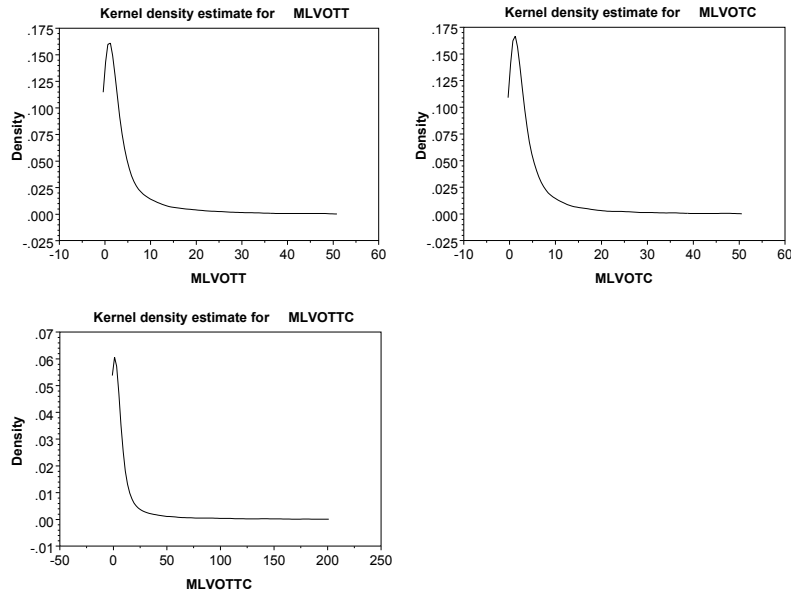 Kernel density estimate for MLVOTT
.175
.150
.125
.100
.075
.050
.025
.000
-.025
Density
-10 0 10 20 30 40 50 60
MLVOTT
Kernel density estimate for MLVOTC
.175
.150
.125
.100
.075
.050
.025
.000
-.025
Density
-10 0 10 20 30 40 50 60
MLVOTC
Kernel density estimate for MLVOTTC
.07
.06
.05
.04
.03
.02
.01
.00
-.01
Density
-50 0 50 100 150 200 250
MLVOTTC